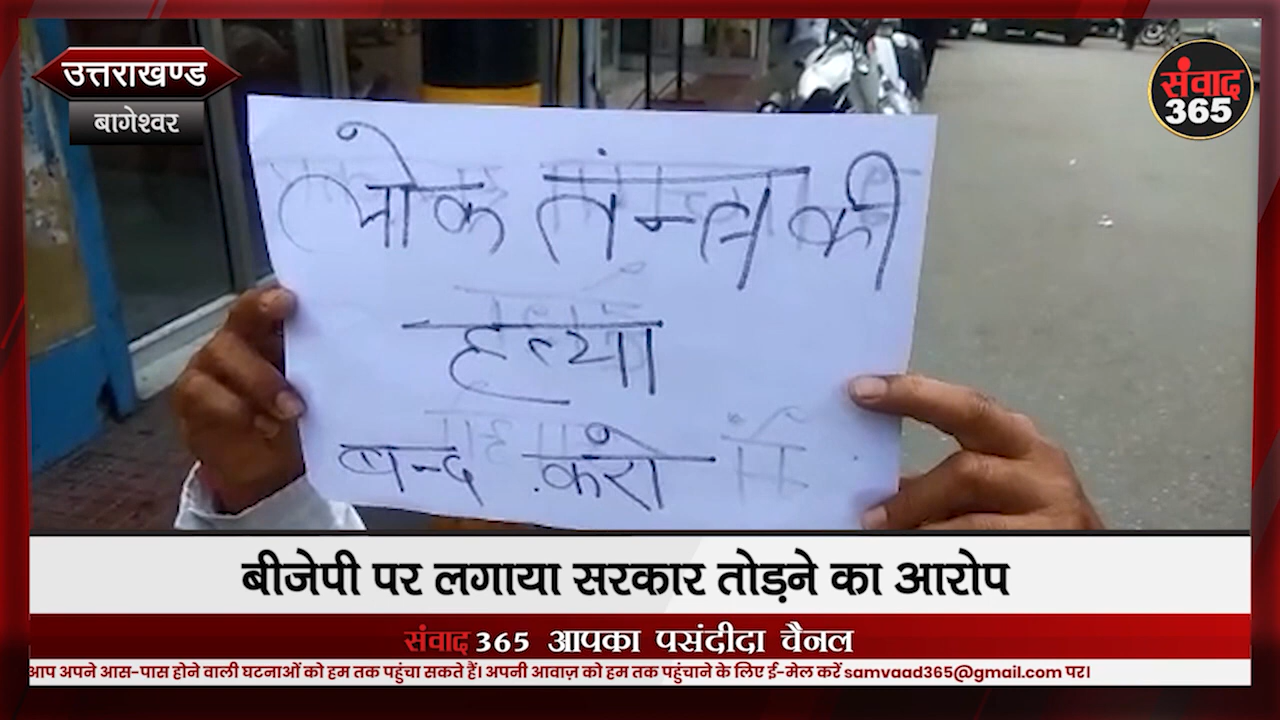 उत्तराखण्ड
बागेश्वर
संवाद
365
लोक तंन्त्र की
हत्या
बन्द करो
बीजेपी पर लगाया सरकार तोड़ने का आरोप
संवाद 365 आपका पसंदीदा चैनल
आप अपने आस-पास होने वाली घटनाओं को हम तक पहुंचा सकते हैं। अपनी आवाज़ को हम तक पहुंचाने के लिए ई-मेल करें samvaad365@gmail.com पर।